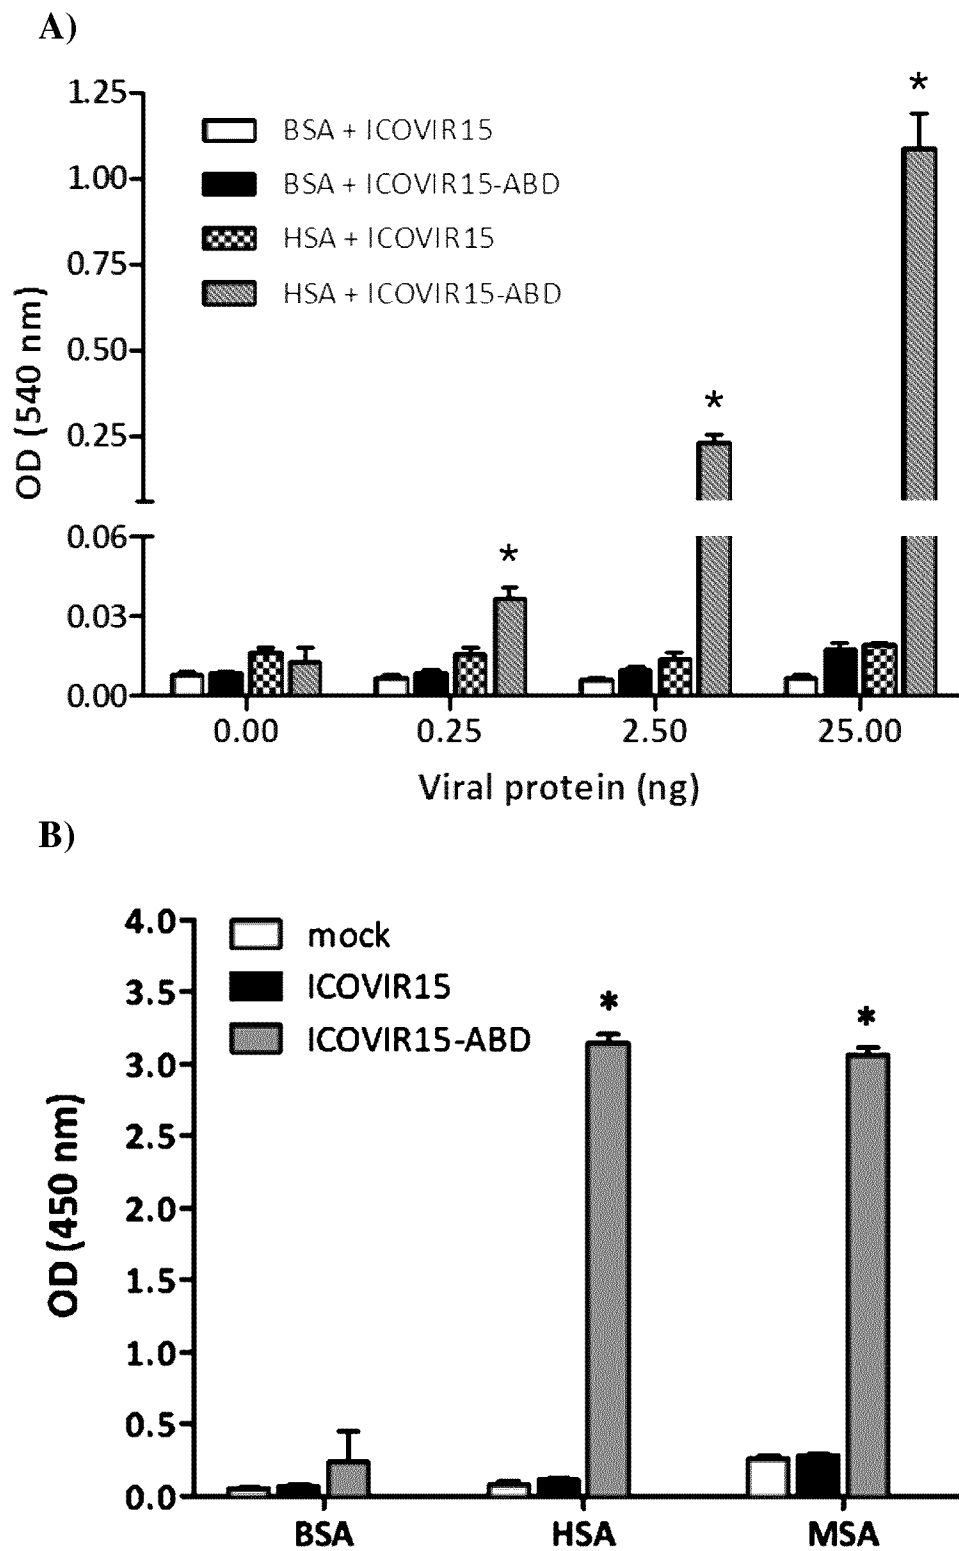 A)
1.25
1.00
0.75
0.50
0.25
0.06
0.03
0.00
OD (540 nm)
BSA + ICOVIR15
BSA + ICOVIR15-ABD
HSA + ICOVIR15
HSA + ICOVIR15-ABD
*
*
*
0.00 0.25 2.50 25.00
Viral protein (ng)
B)
4.0
3.5
3.0
2.5
2.0
1.5
1.0
0.5
0.0
OD (450 nm)
mock
ICOVIR15
ICOVIR15-ABD
*
*
BSA HSA MSA